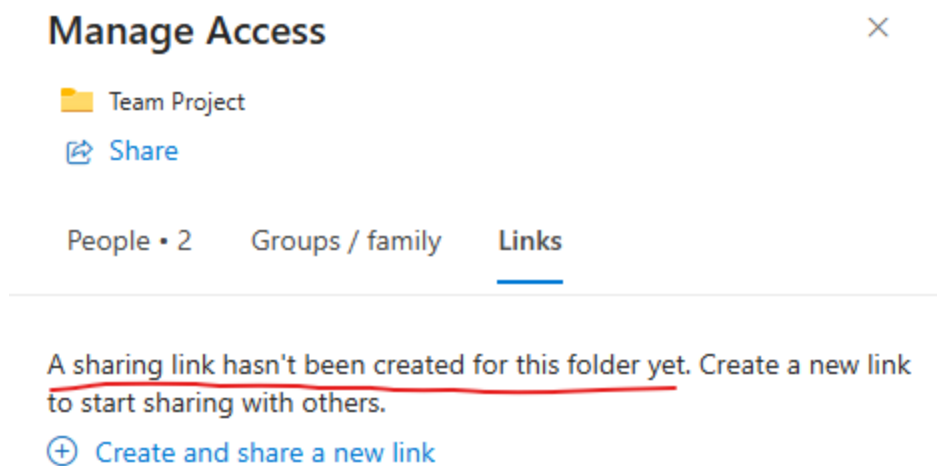 Manage Access
Team Project
Share
People • 2 Groups / family Links
A sharing link hasn't been created for this folder yet. Create a new link
to start sharing with others.
Create and share a new link